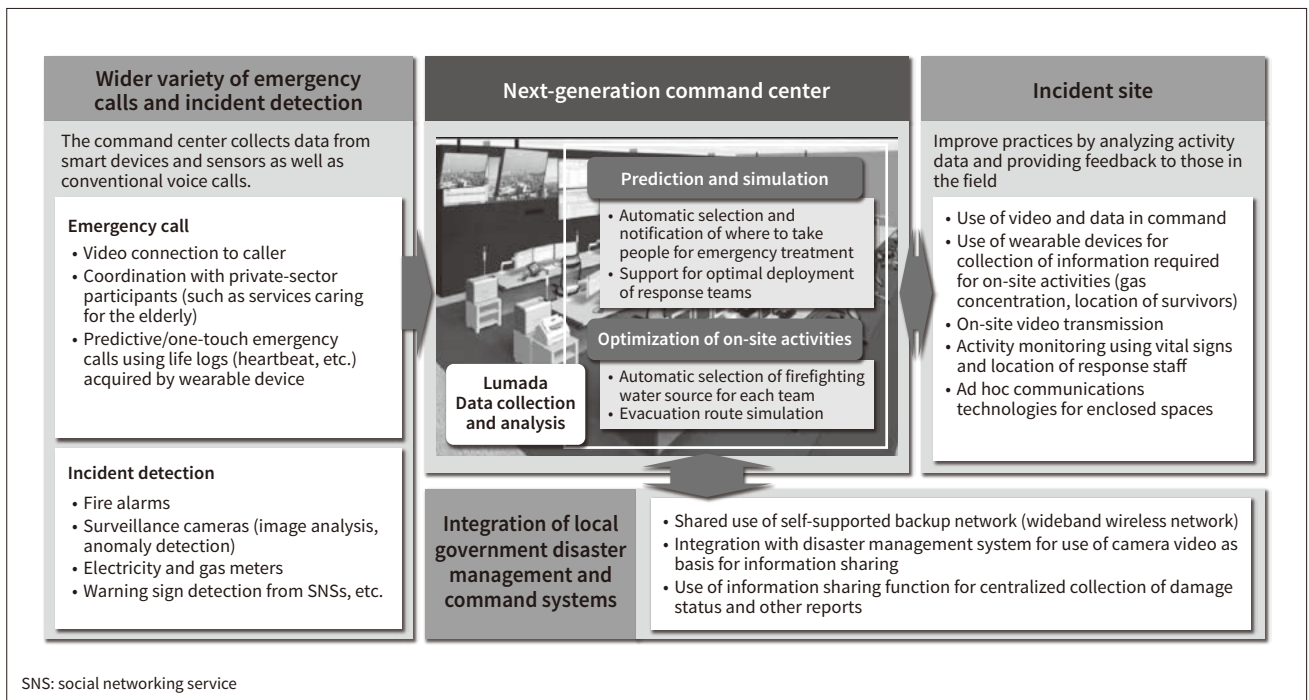 Wider variety of emergency
calls and incident detection
The command center collects data from
smart devices and sensors as well as
conventional voice calls.
Emergency call
• Video connection to caller
• Coordination with private-sector
participants (such as services caring
for the elderly)
• Predictive/one-touch emergency
calls using life logs (heartbeat, etc.)
acquired by wearable device
Incident detection
• Fire alarms
• Surveillance cameras (image analysis,
anomaly detection)
• Electricity and gas meters
• Warning sign detection from SNSs, etc.
Next-generation command center
Prediction and simulation
• Automatic selection and
notification of where to take
people for emergency treatment
• Support for optimal deployment
of response teams
Optimization of on-site activities
• Automatic selection of firefighting
water source for each team
• Evacuation route simulation
Lumada
Data collection
and analysis
Incident site
Improve practices by analyzing activity
data and providing feedback to those in
the field
• Use of video and data in command
• Use of wearable devices for
collection of information required
for on-site activities (gas
concentration, location of survivors)
• On-site video transmission
• Activity monitoring using vital signs
and location of response staff
• Ad hoc communications
technologies for enclosed spaces
Integration of local
government disaster
management and
command systems
• Shared use of self-supported backup network (wideband wireless network)
• Integration with disaster management system for use of camera video as
basis for information sharing
• Use of information sharing function for centralized collection of damage
status and other reports
SNS: social networking service